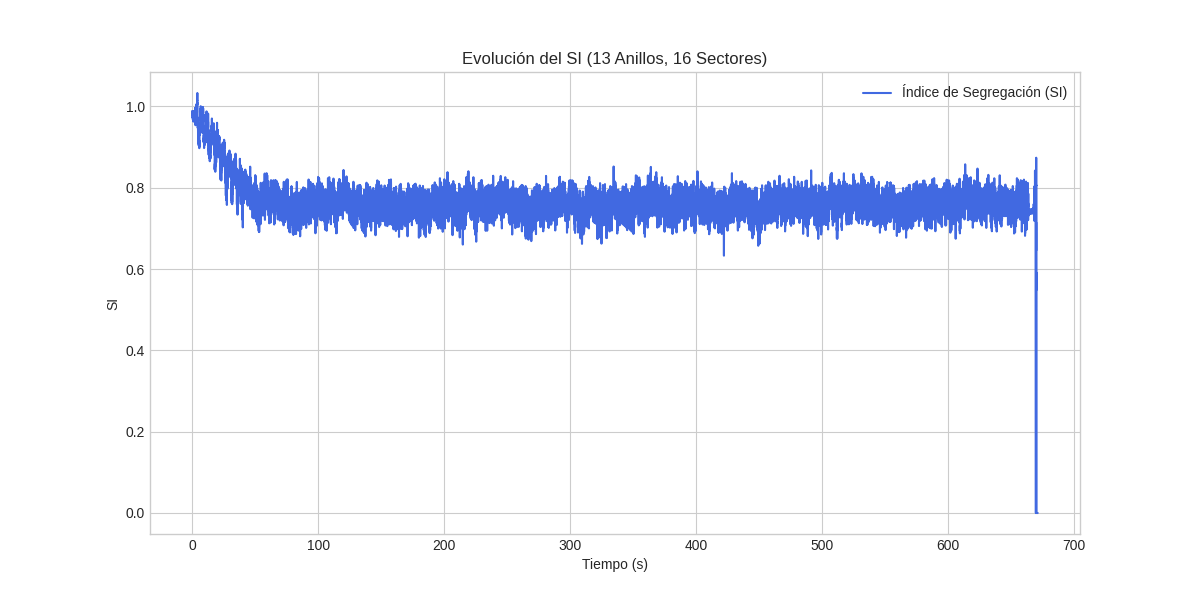 Evolución del SI (13 Anillos, 16 Sectores)
Índice de Segregación (SI)
1.0
0.8
0.6
0.4
0.2
0.0
SI
0 100 200 300 400 500 600 700
Tiempo (s)